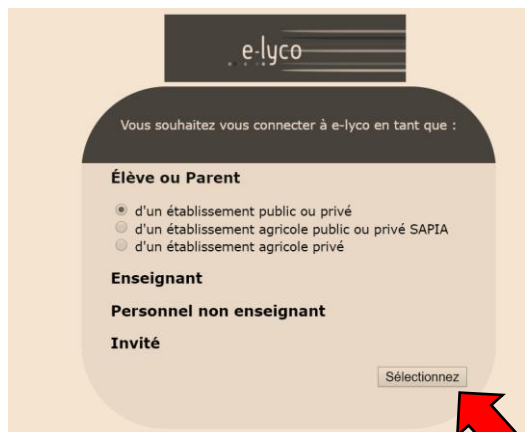 e-lyco
Vous souhaitez vous connecter à e-lyco en tant que :
Élève ou Parent
d'un établissement public ou privé
d'un établissement agricole public ou privé SAPIA
d'un établissement agricole privé
Enseignant
Personnel non enseignant
Invité
Sélectionnez